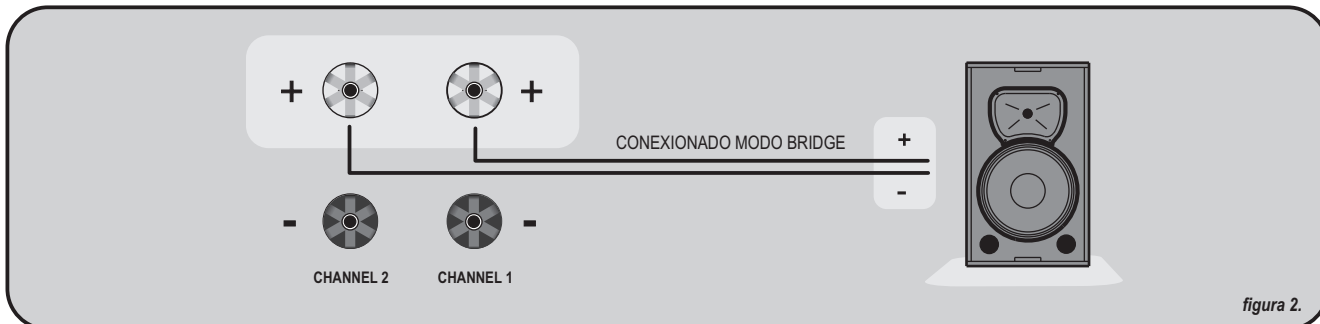 + +
CONEXIONADO MODO BRIDGE +
-
- -
CHANNEL 2 CHANNEL 1
figura 2.